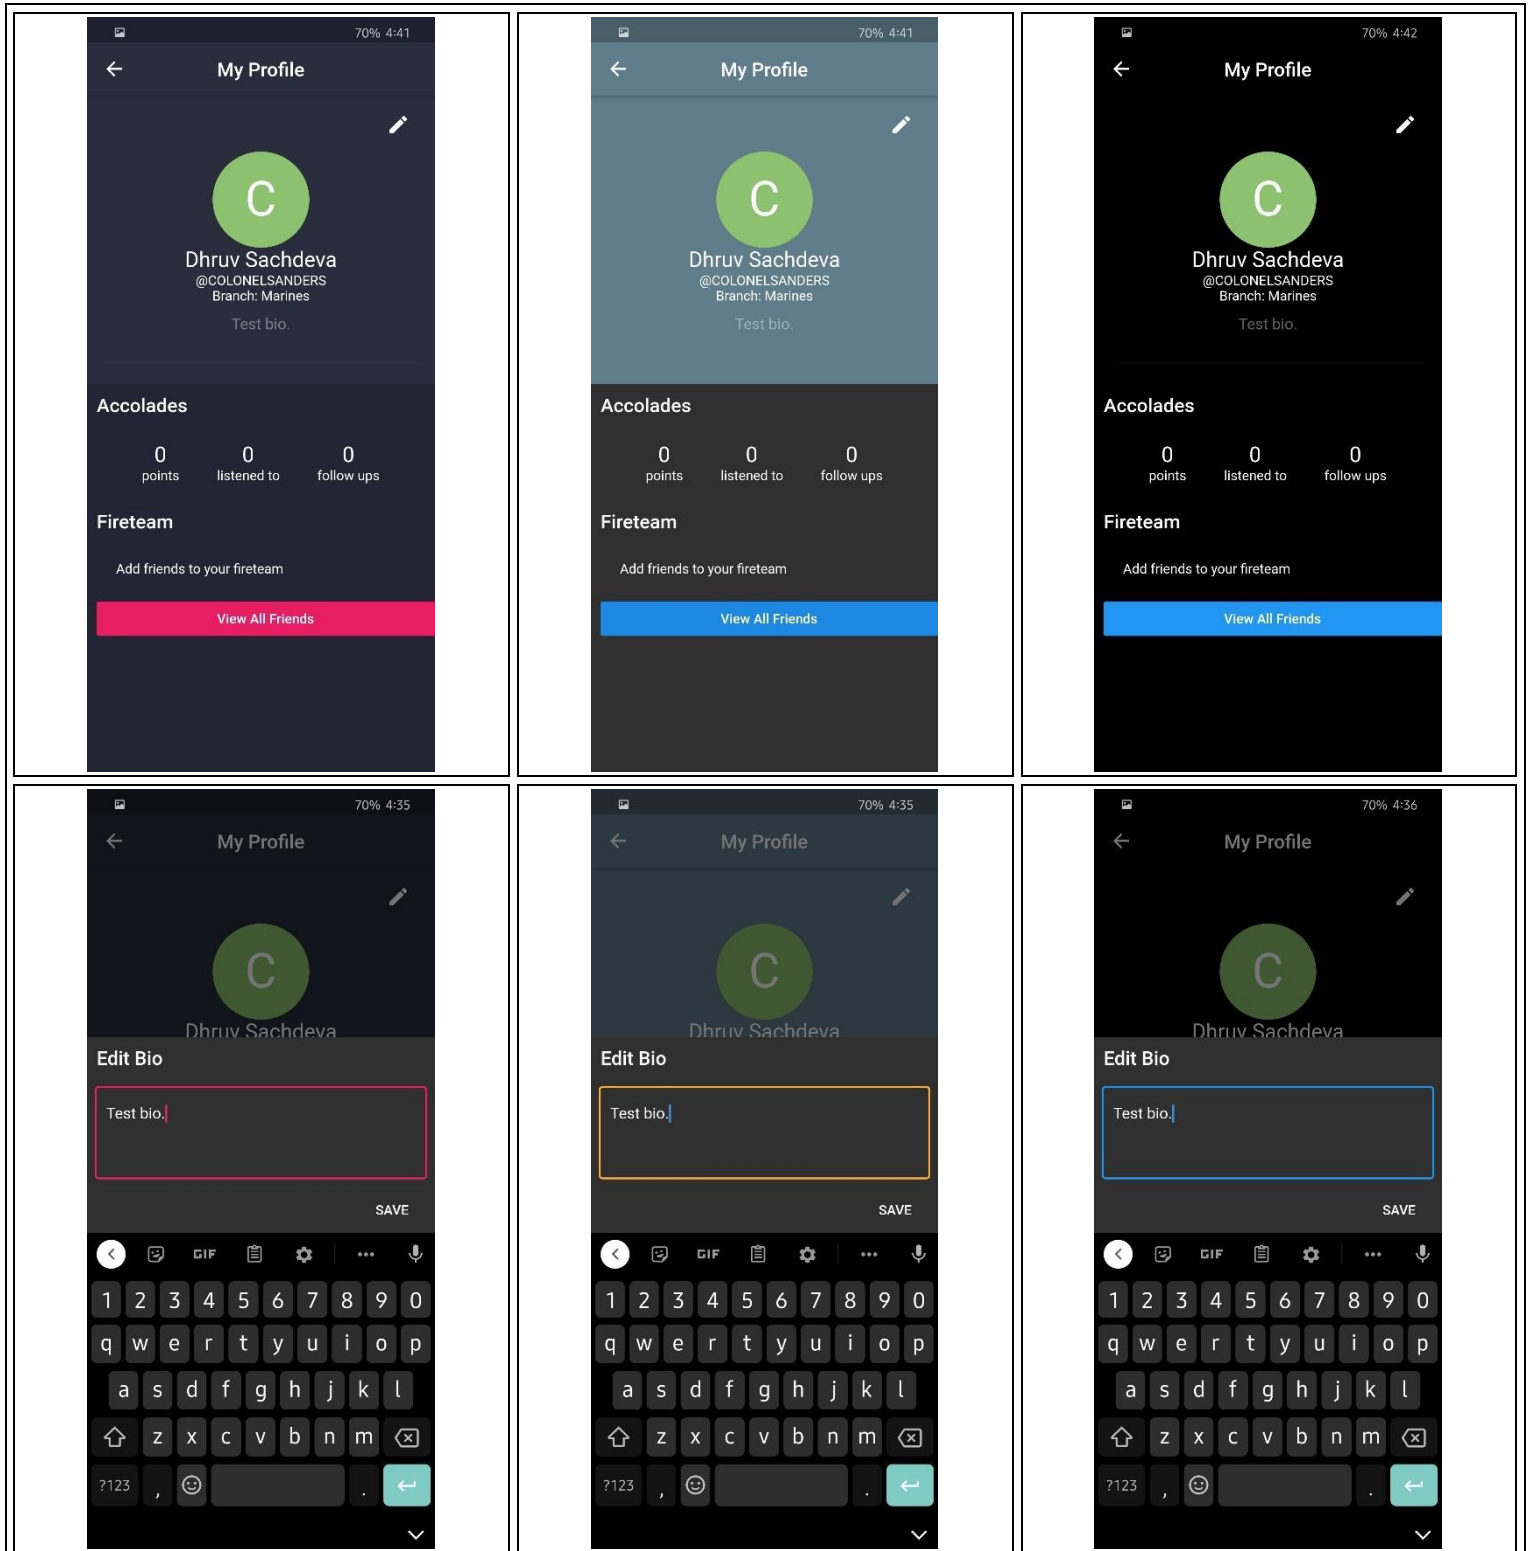 70% 4:41
My Profile
C
Dhruv Sachdeva
@COLONELSANDERS
Branch: Marines
Test bio.
Accolades
0 0 0
points listened to follow ups
Fireteam
Add friends to your fireteam
View All Friends
70% 4:41
My Profile
C
Dhruv Sachdeva
@COLONELSANDERS
Branch: Marines
Test bio.
Accolades
0 0 0
points listened to follow ups
Fireteam
Add friends to your fireteam
View All Friends
70% 4:42
My Profile
C
Dhruv Sachdeva
@COLONELSANDERS
Branch: Marines
Test bio.
Accolades
0 0 0
points listened to follow ups
Fireteam
Add friends to your fireteam
View All Friends
70% 4:35
My Profile
C
Dhruv Sachdeva
Edit Bio
Test bio.
SAVE
GIF
1 2 3 4 5 6 7 8 9 0
q w e r t y u i o p
a s d f g h j k l
z x c v b n m
?123 , .
70% 4:35
My Profile
C
Dhruv Sachdeva
Edit Bio
Test bio.
SAVE
GIF
1 2 3 4 5 6 7 8 9 0
q w e r t y u i o p
a s d f g h j k l
z x c v b n m
?123 , .
70% 4:36
My Profile
C
Dhruv Sachdeva
Edit Bio
Test bio.
SAVE
GIF
1 2 3 4 5 6 7 8 9 0
q w e r t y u i o p
a s d f g h j k l
z x c v b n m
?123 , .